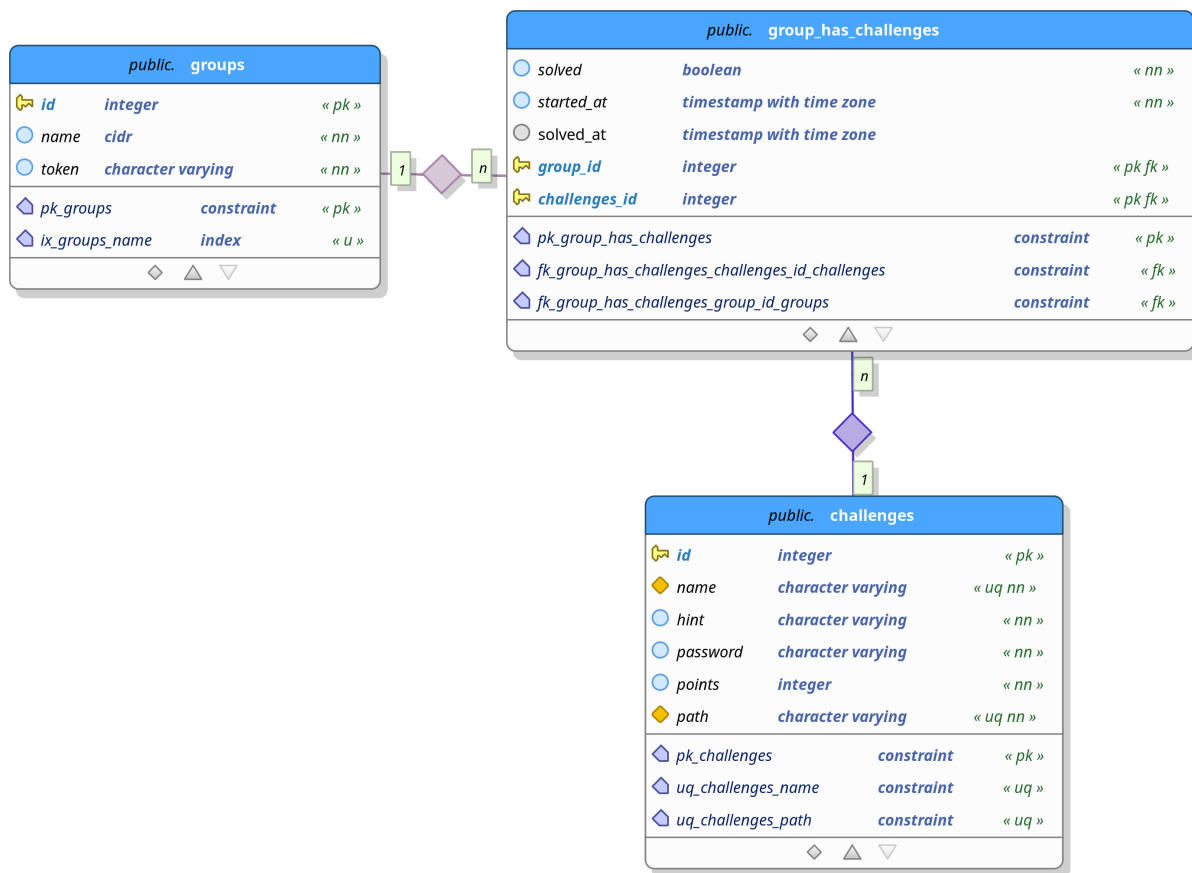 public. groups
id integer « pk »
name cidr « nn »
token character varying « nn »
pk_groups constraint « pk »
ix_groups_name index « u »
1
n
public. group_has_challenges
solved boolean « nn »
started_at timestamp with time zone « nn »
solved_at timestamp with time zone
group_id integer « pk fk »
challenges_id integer « pk fk »
pk_group_has_challenges constraint « pk »
fk_group_has_challenges_challenges_id_challenges constraint « fk »
fk_group_has_challenges_group_id_groups constraint « fk »
n
1
public. challenges
id integer « pk »
name character varying « uq nn »
hint character varying « nn »
password character varying « nn »
points integer « nn »
path character varying « uq nn »
pk_challenges constraint « pk »
uq_challenges_name constraint « uq »
uq_challenges_path constraint « uq »